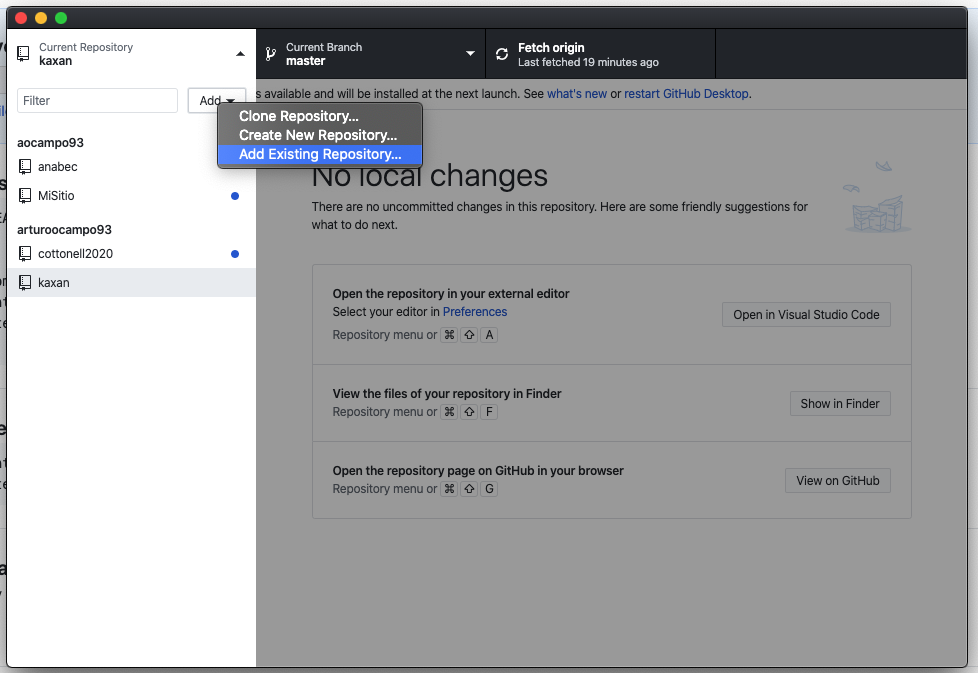 Current Repository
kaxan
Current Branch
master
Fetch origin
Last fetched 19 minutes ago
Filter
Add
s available and will be installed at the next launch. See what's new or restart GitHub Desktop.
Clone Repository...
Create New Repository...
Add Existing Repository...
aocampo93
anabec
MiSitio
arturoocampo93
cottonell2020
kaxan
No local changes
There are no uncommitted changes in this repository. Here are some friendly suggestions for
what to do next.
Open the repository in your external editor
Select your editor in Preferences
Repository menu or ⌘ ⇧ A
Open in Visual Studio Code
View the files of your repository in Finder
Repository menu or ⌘ ⇧ F
Show in Finder
Open the repository page on GitHub in your browser
Repository menu or ⌘ ⇧ G
View on GitHub